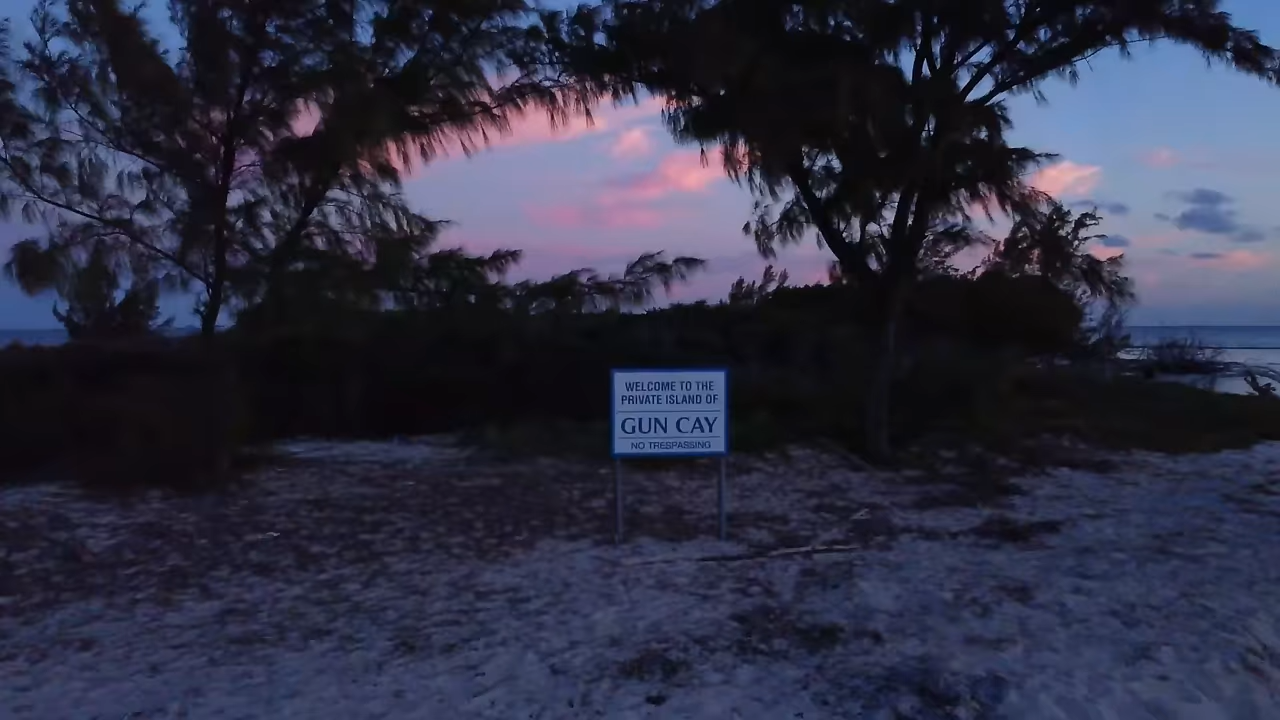 WELCOME TO THE
PRIVATE ISLAND OF
GUN CAY
NO TRESPASSING